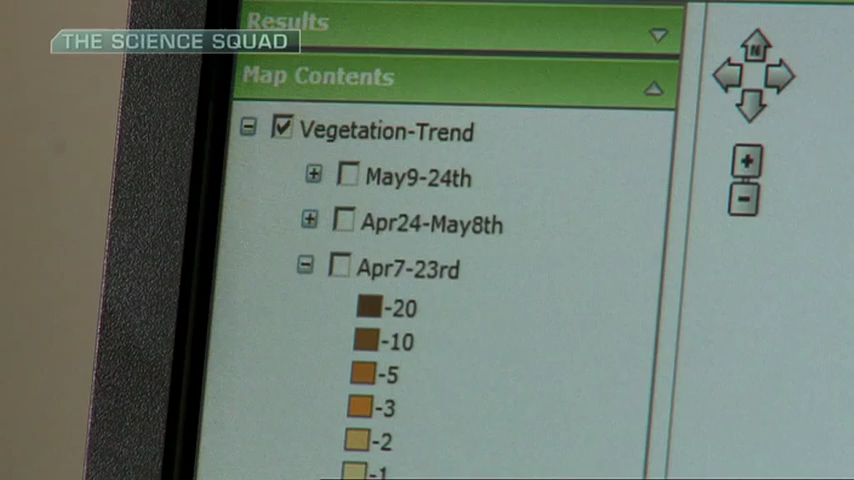 THE SCIENCE SQUAD
Results
Map Contents
Vegetation-Trend
May9-24th
Apr24-May8th
Apr7-23rd
-20
-10
-5
-3
-2
-1
N